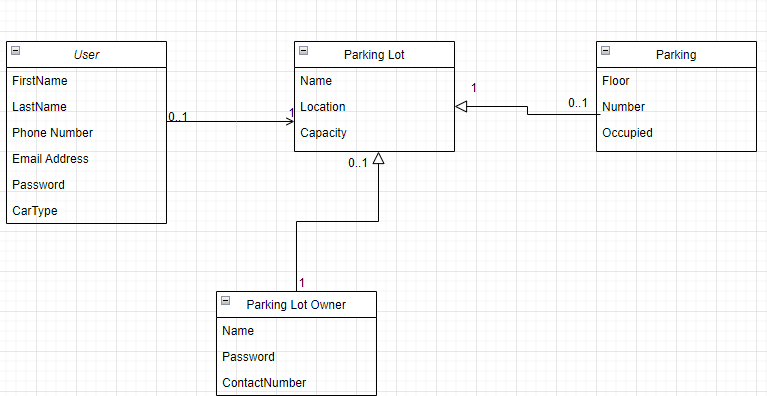 User
FirstName
LastName
Phone Number
Email Address
Password
CarType
0..1
1
Parking Lot
Name
Location
Capacity
1
0..1
Parking
Floor
Number
Occupied
0..1
1
Parking Lot Owner
Name
Password
ContactNumber